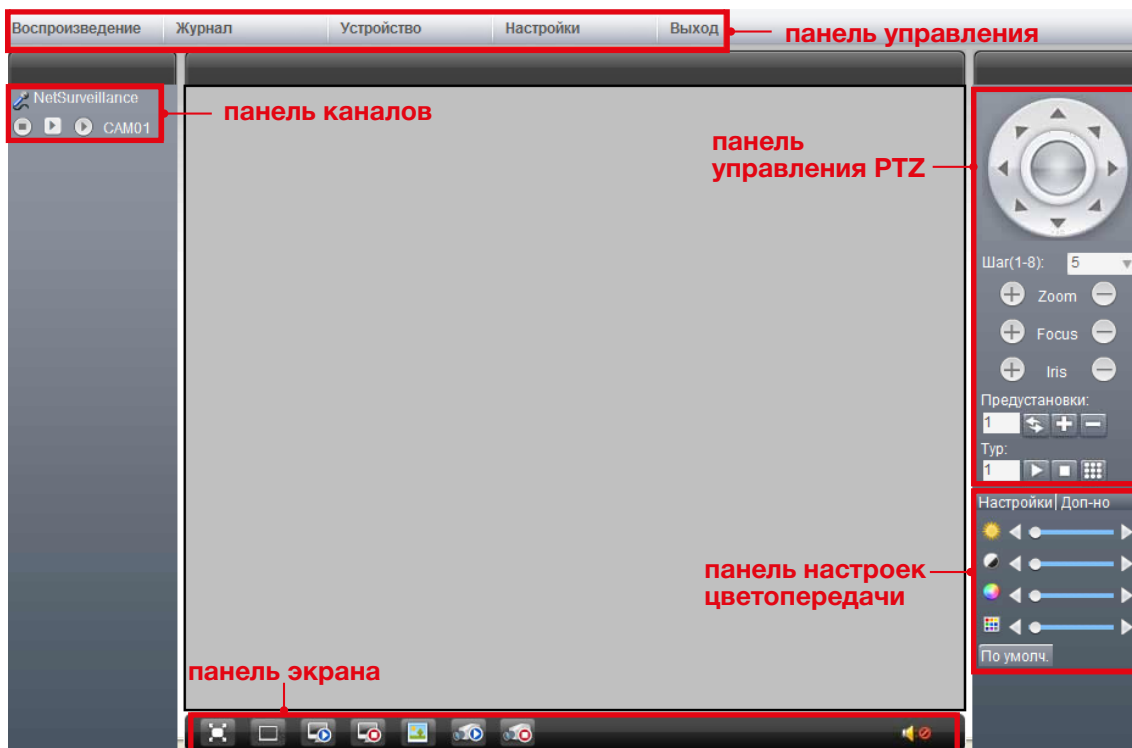 Воспроизведение Журнал Устройство Настройки Выход
панель управления
NetSurveillance
CAM01
панель каналов
панель
управления PTZ
Шаг(1-8): 5
Zoom
Focus
Iris
Предустановки:
1
Тур:
1
Настройки Доп-но
панель настроек
цветопередачи
По умолч.
панель экрана